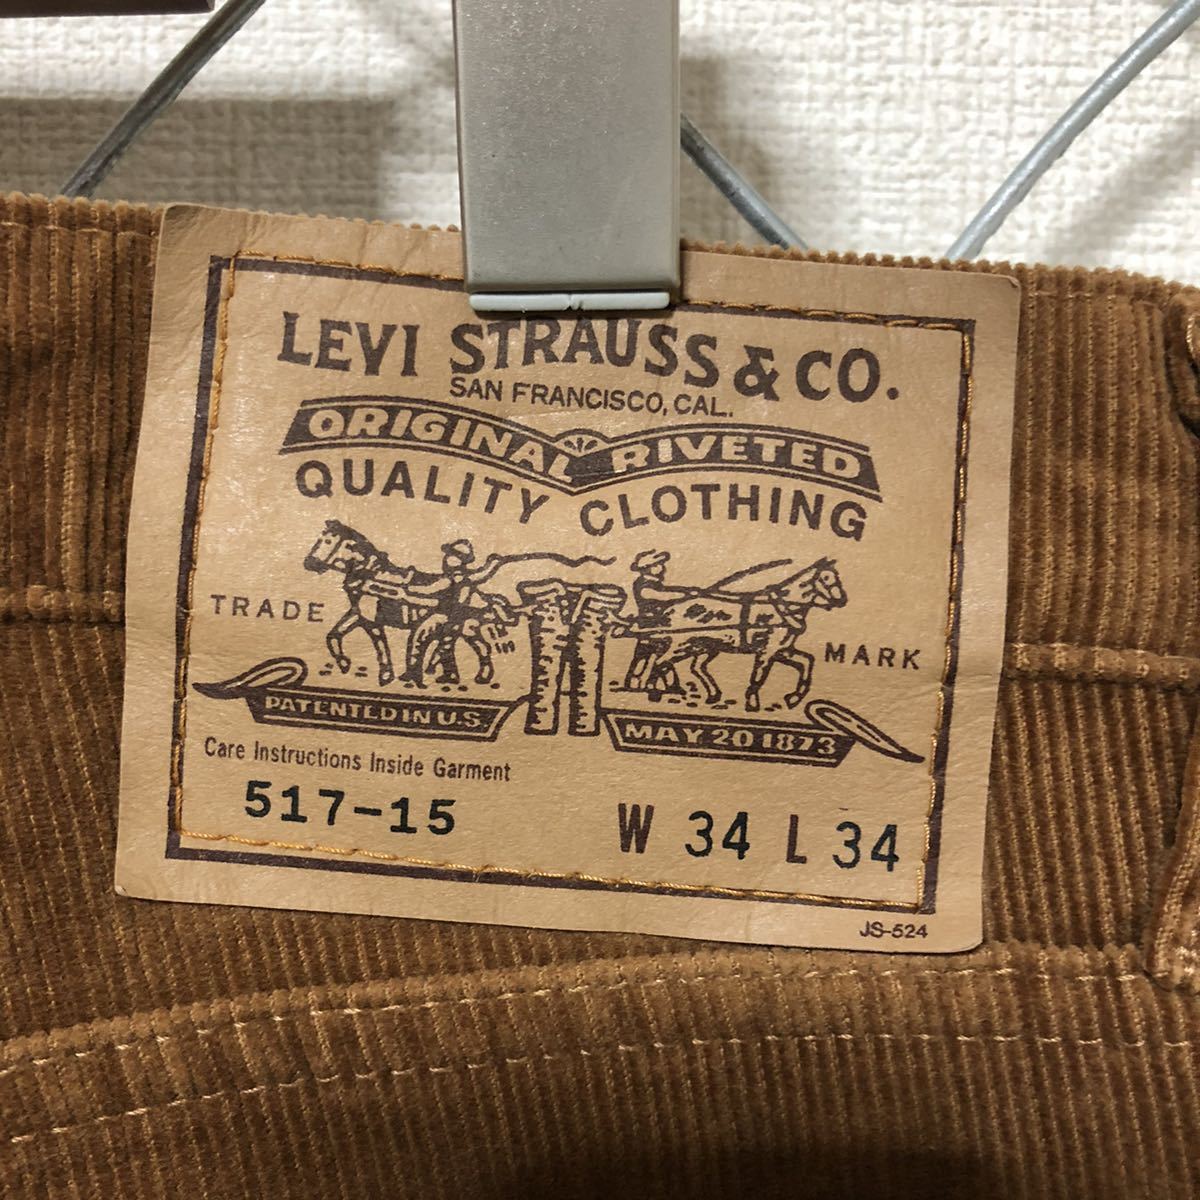 LEVI STRAUSS & CO.
SAN FRANCISCO, CAL.
ORIGINAL RIVETED
QUALITY CLOTHING
TRADE MARK
PATENTED IN U.S. MAY 20 1873
Care Instructions Inside Garment
517-15 W 34 L 34
JS-524